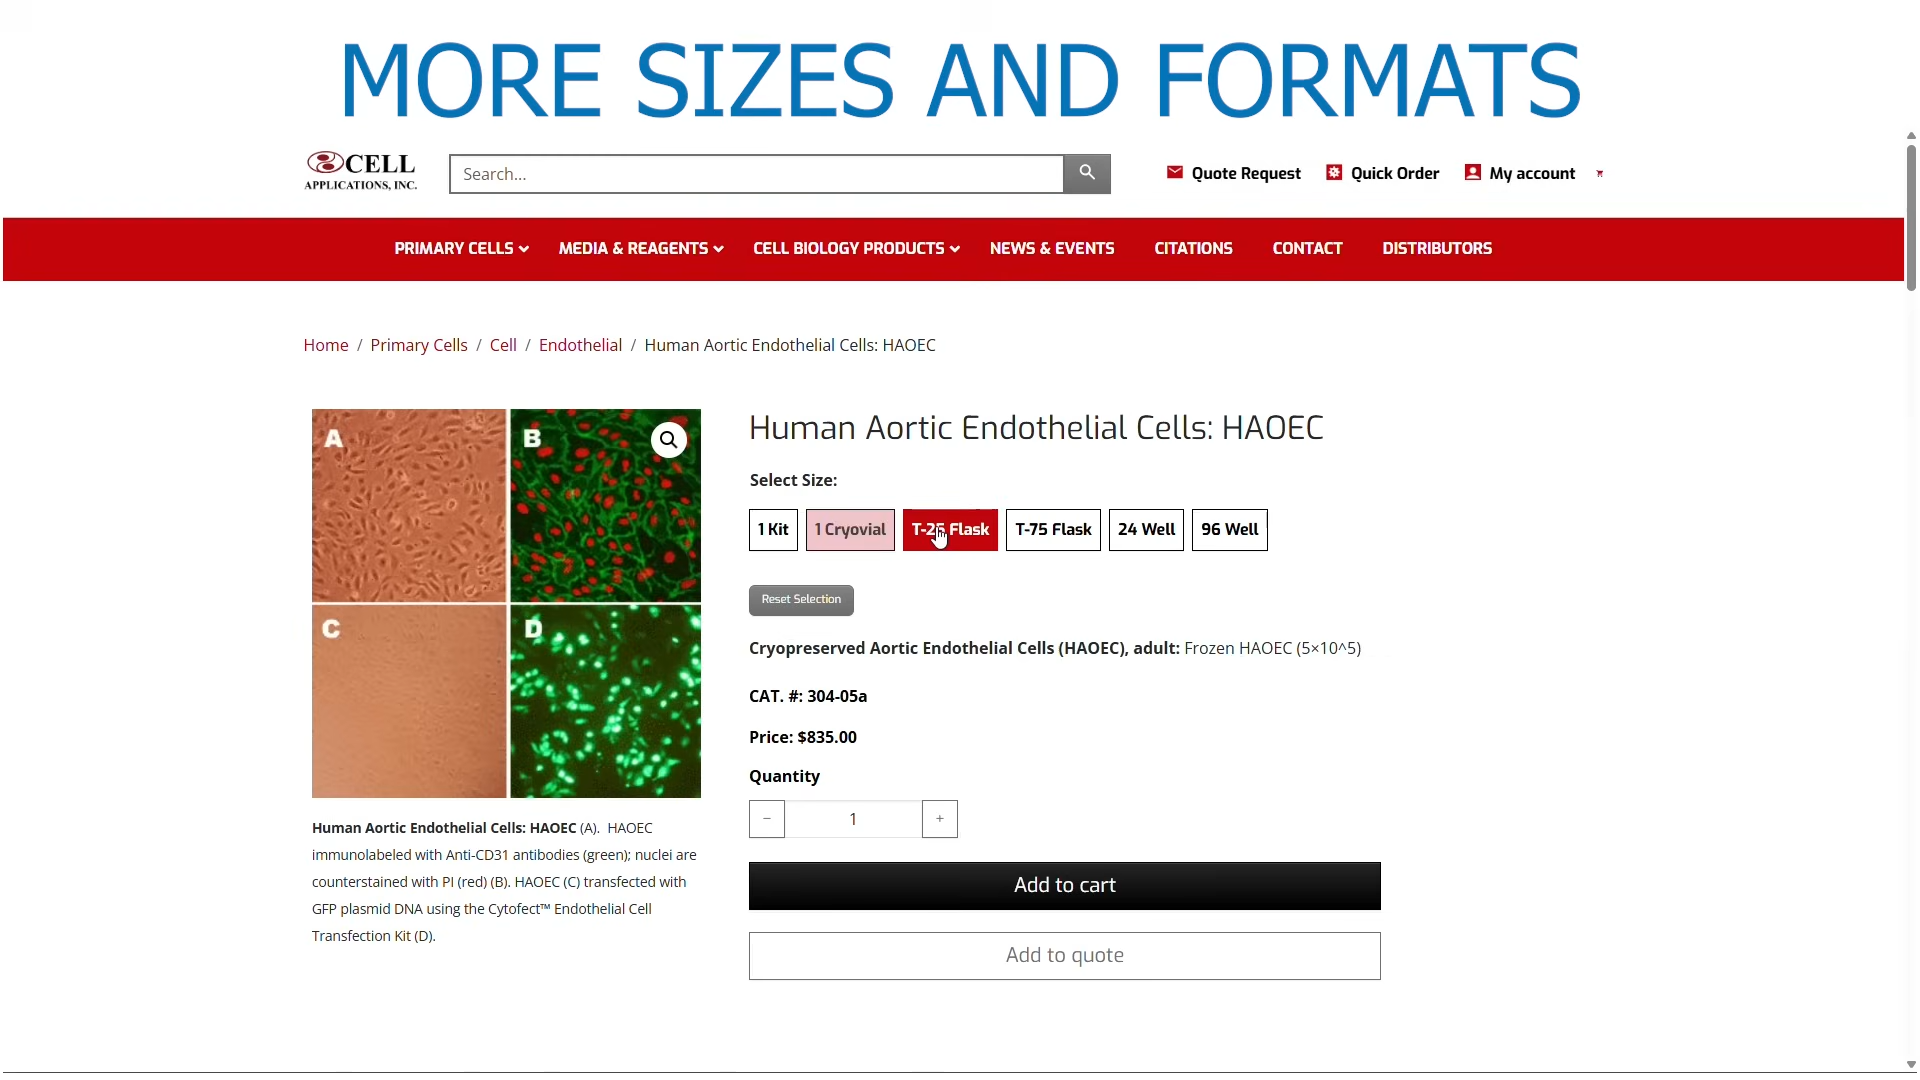 MORE SIZES AND FORMATS
CELL
APPLICATIONS, INC.
Search...
Quote Request
Quick Order
My account
PRIMARY CELLS
MEDIA & REAGENTS
CELL BIOLOGY PRODUCTS
NEWS & EVENTS
CITATIONS
CONTACT
DISTRIBUTORS
Home / Primary Cells / Cell / Endothelial / Human Aortic Endothelial Cells: HAOEC
A
B
C
D
Human Aortic Endothelial Cells: HAOEC (A). HAOEC
immunolabeled with Anti-CD31 antibodies (green); nuclei are
counterstained with PI (red) (B). HAOEC (C) transfected with
GFP plasmid DNA using the Cytofect™ Endothelial Cell
Transfection Kit (D).
Human Aortic Endothelial Cells: HAOEC
Select Size:
1 Kit
1 Cryovial
T-25 Flask
T-75 Flask
24 Well
96 Well
Reset Selection
Cryopreserved Aortic Endothelial Cells (HAOEC), adult: Frozen HAOEC (5×10^5)
CAT. #: 304-05a
Price: $835.00
Quantity
− 1 +
Add to cart
Add to quote